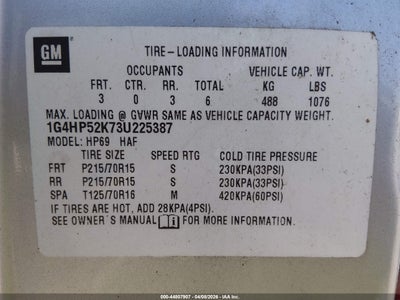 GM
TIRE-LOADING INFORMATION
OCCUPANTS VEHICLE CAP. WT.
FRT. CTR. RR. TOTAL KG LBS
3 0 3 6 488 1076
MAX. LOADING @ GVWR SAME AS VEHICLE CAPACITY WEIGHT.
1G4HP52K73U225387
MODEL: HP69 HAF
TIRE SIZE SPEED RTG COLD TIRE PRESSURE
FRT P215/70R15 S 230KPA(33PSI)
RR P215/70R15 S 230KPA(33PSI)
SPA T125/70R16 M 420KPA(60PSI)
IF TIRES ARE HOT, ADD 28KPA(4PSI).
SEE OWNER'S MANUAL FOR MORE INFORMATION.
000-44807907 - 04/08/2026 - IAA Inc.